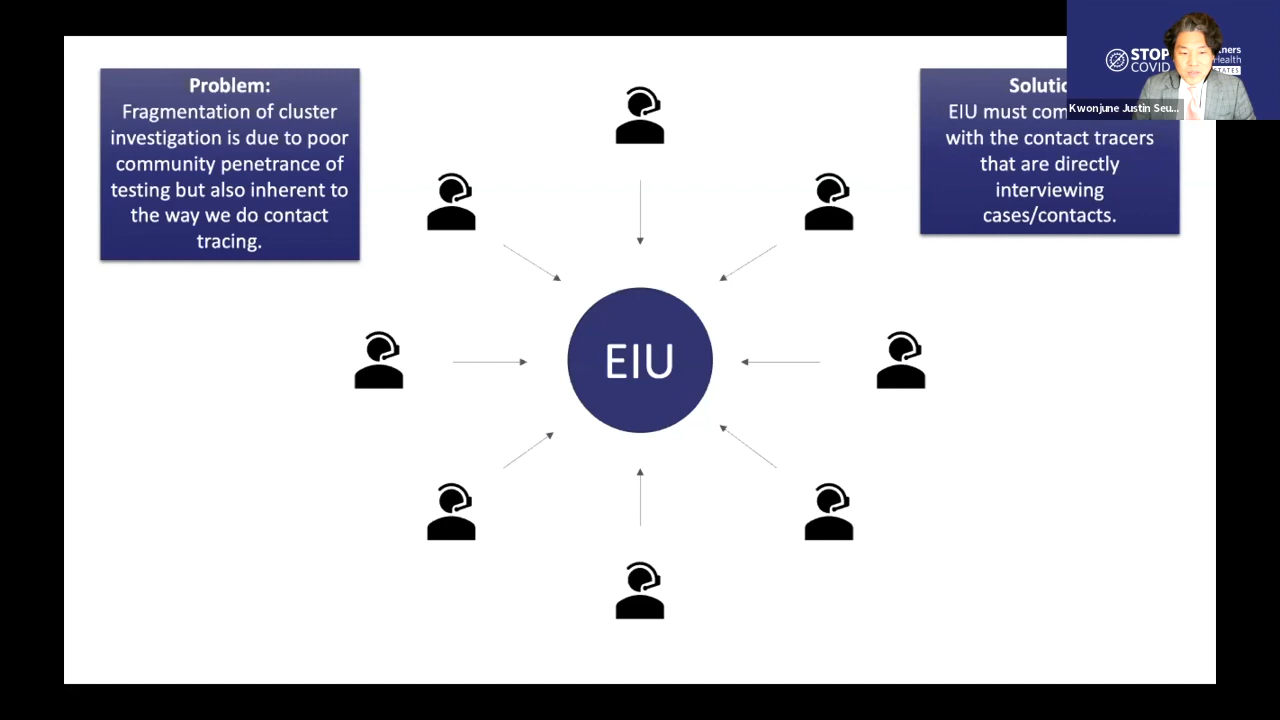 Problem:
Fragmentation of cluster
investigation is due to poor
community penetrance of
testing but also inherent to
the way we do contact
tracing.
STOP
COVID
Kwonjune Justin Seu...
EIU must com
with the contact tracers
that are directly
interviewing
cases/contacts.
EIU